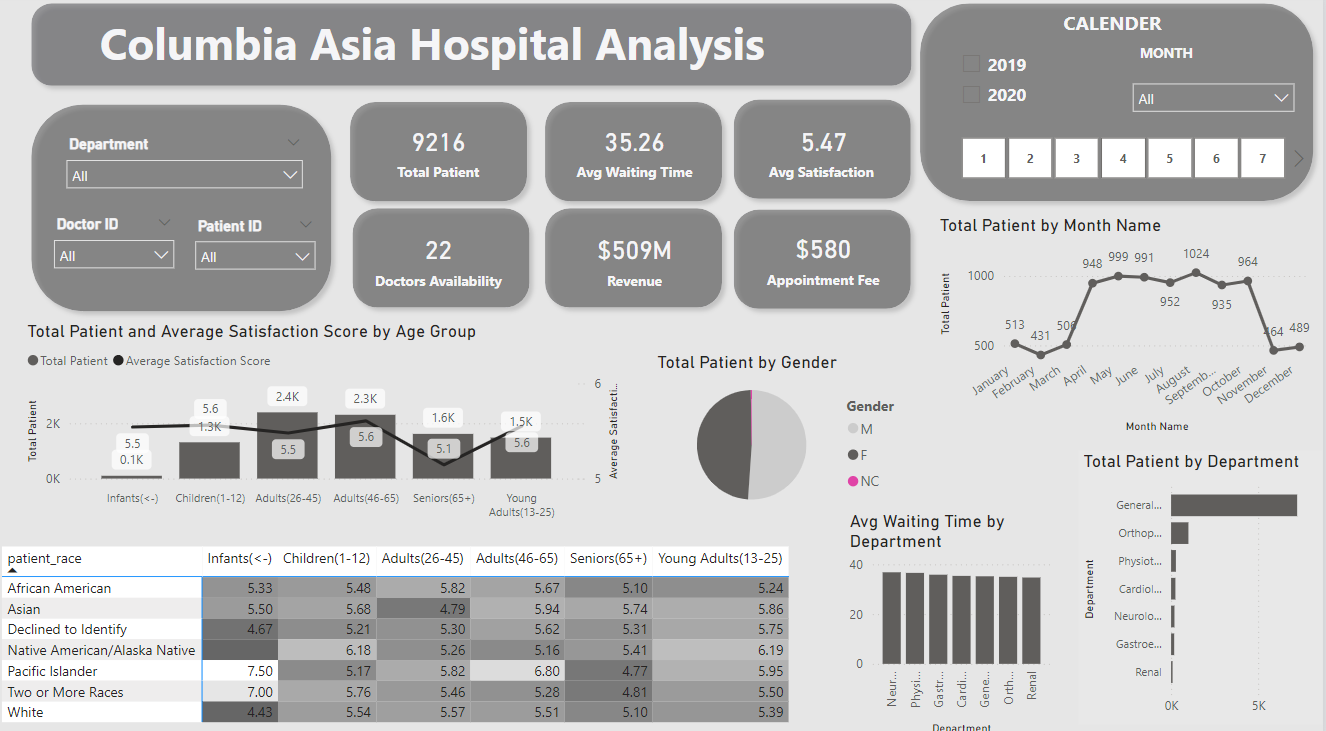 Columbia Asia Hospital Analysis
CALENDER
2019
2020
MONTH
All
1 2 3 4 5 6 7
Department
All
Doctor ID
All
Patient ID
All
9216
Total Patient
35.26
Avg Waiting Time
5.47
Avg Satisfaction
22
Doctors Availability
$509M
Revenue
$580
Appointment Fee
Total Patient by Month Name
Total Patient
1000
500
513 431 506 948 999 991 952 1024 935 964 464 489
January February March April May June July August Septemb... October November December
Month Name
Total Patient and Average Satisfaction Score by Age Group
Total Patient Average Satisfaction Score
Total Patient
2K
0K
5.5 5.6 5.5 5.6 5.1 5.6
0.1K 1.3K 2.4K 2.3K 1.6K 1.5K
6
5
Average Satisfacti...
Infants(<-) Children(1-12) Adults(26-45) Adults(46-65) Seniors(65+) Young
Adults(13-25)
Total Patient by Gender
Gender
M
F
NC
Total Patient by Department
Department
General...
Orthop...
Physiot...
Cardiol...
Neurolo...
Gastroe...
Renal
0K 5K
Avg Waiting Time by
Department
40
20
0
Neur... Physi... Gastr... Cardi... Gene... Orth... Renal
Department
patient_race Infants(<-) Children(1-12) Adults(26-45) Adults(46-65) Seniors(65+) Young Adults(13-25)
African American 5.33 5.48 5.82 5.67 5.10 5.24
Asian 5.50 5.68 4.79 5.94 5.74 5.86
Declined to Identify 4.67 5.21 5.30 5.62 5.31 5.75
Native American/Alaska Native 6.18 5.26 5.16 5.41 6.19
Pacific Islander 7.50 5.17 5.82 6.80 4.77 5.95
Two or More Races 7.00 5.76 5.46 5.28 4.81 5.50
White 4.43 5.54 5.57 5.51 5.10 5.39